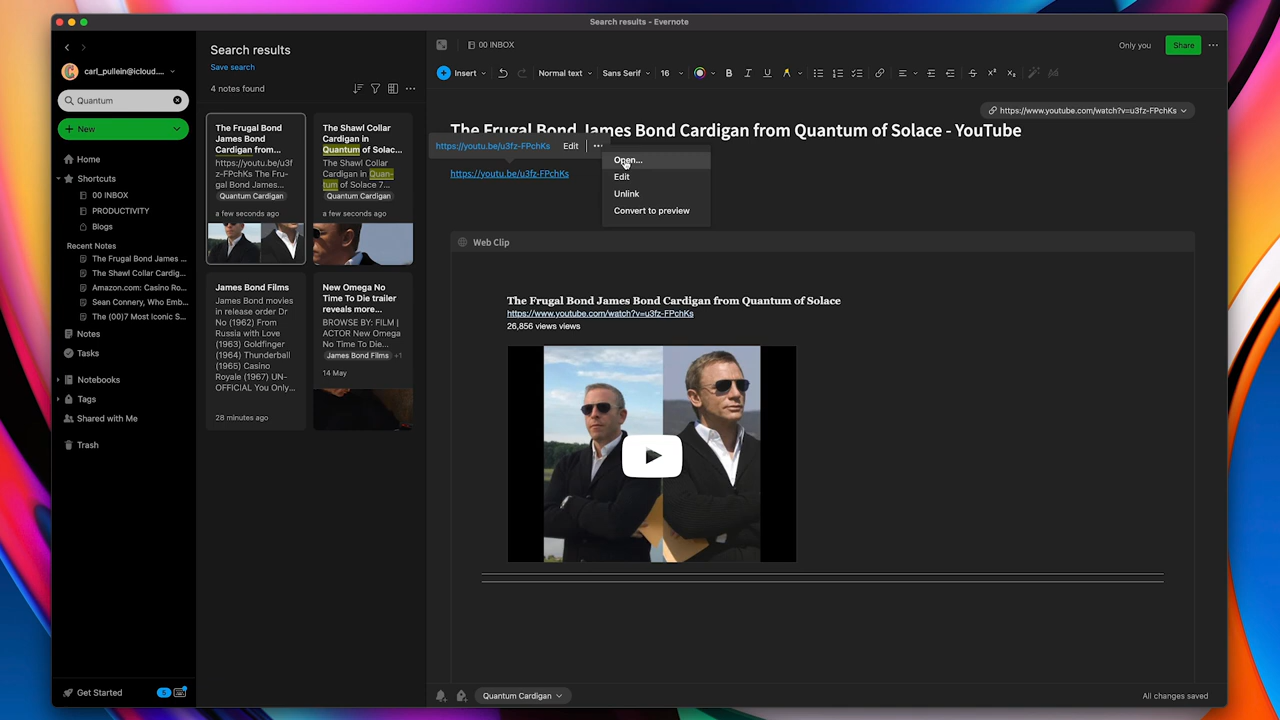 Search results - Evernote
carl_pullein@icloud....
Quantum
New
Home
Shortcuts
00 INBOX
PRODUCTIVITY
Blogs
Recent Notes
The Frugal Bond James ...
The Shawl Collar Cardig...
Amazon.com: Casino Ro...
Sean Connery, Who Emb...
The (00)7 Most Iconic S...
Notes
Tasks
Notebooks
Tags
Shared with Me
Trash
Get Started
5
Search results
Save search
4 notes found
The Frugal Bond
James Bond
Cardigan from...
https://youtu.be/u3f
z-FPchKs The Fru-
gal Bond James...
Quantum Cardigan
a few seconds ago
The Shawl Collar
Cardigan in
Quantum of Solac...
The Shawl Collar
Cardigan in Quan-
tum of Solace 7...
Quantum Cardigan
a few seconds ago
James Bond Films
James Bond movies
in release order Dr
No (1962) From
Russia with Love
(1963) Goldfinger
(1964) Thunderball
(1965) Casino
Royale (1967) UN-
OFFICIAL You Only...
28 minutes ago
New Omega No
Time To Die trailer
reveals more...
BROWSE BY: FILM |
ACTOR New Omega
No Time To Die...
James Bond Films +1
14 May
00 INBOX
Only you
Share
Insert
Normal text
Sans Serif
16
B I U
https://www.youtube.com/watch?v=u3fz-FPchKs
The Frugal Bond James Bond Cardigan from Quantum of Solace - YouTube
https://youtu.be/u3fz-FPchKs Edit
Open...
Edit
Unlink
Convert to preview
https://youtu.be/u3fz-FPchKs
Web Clip
The Frugal Bond James Bond Cardigan from Quantum of Solace
https://www.youtube.com/watch?v=u3fz-FPchKs
26,856 views views
Quantum Cardigan
All changes saved